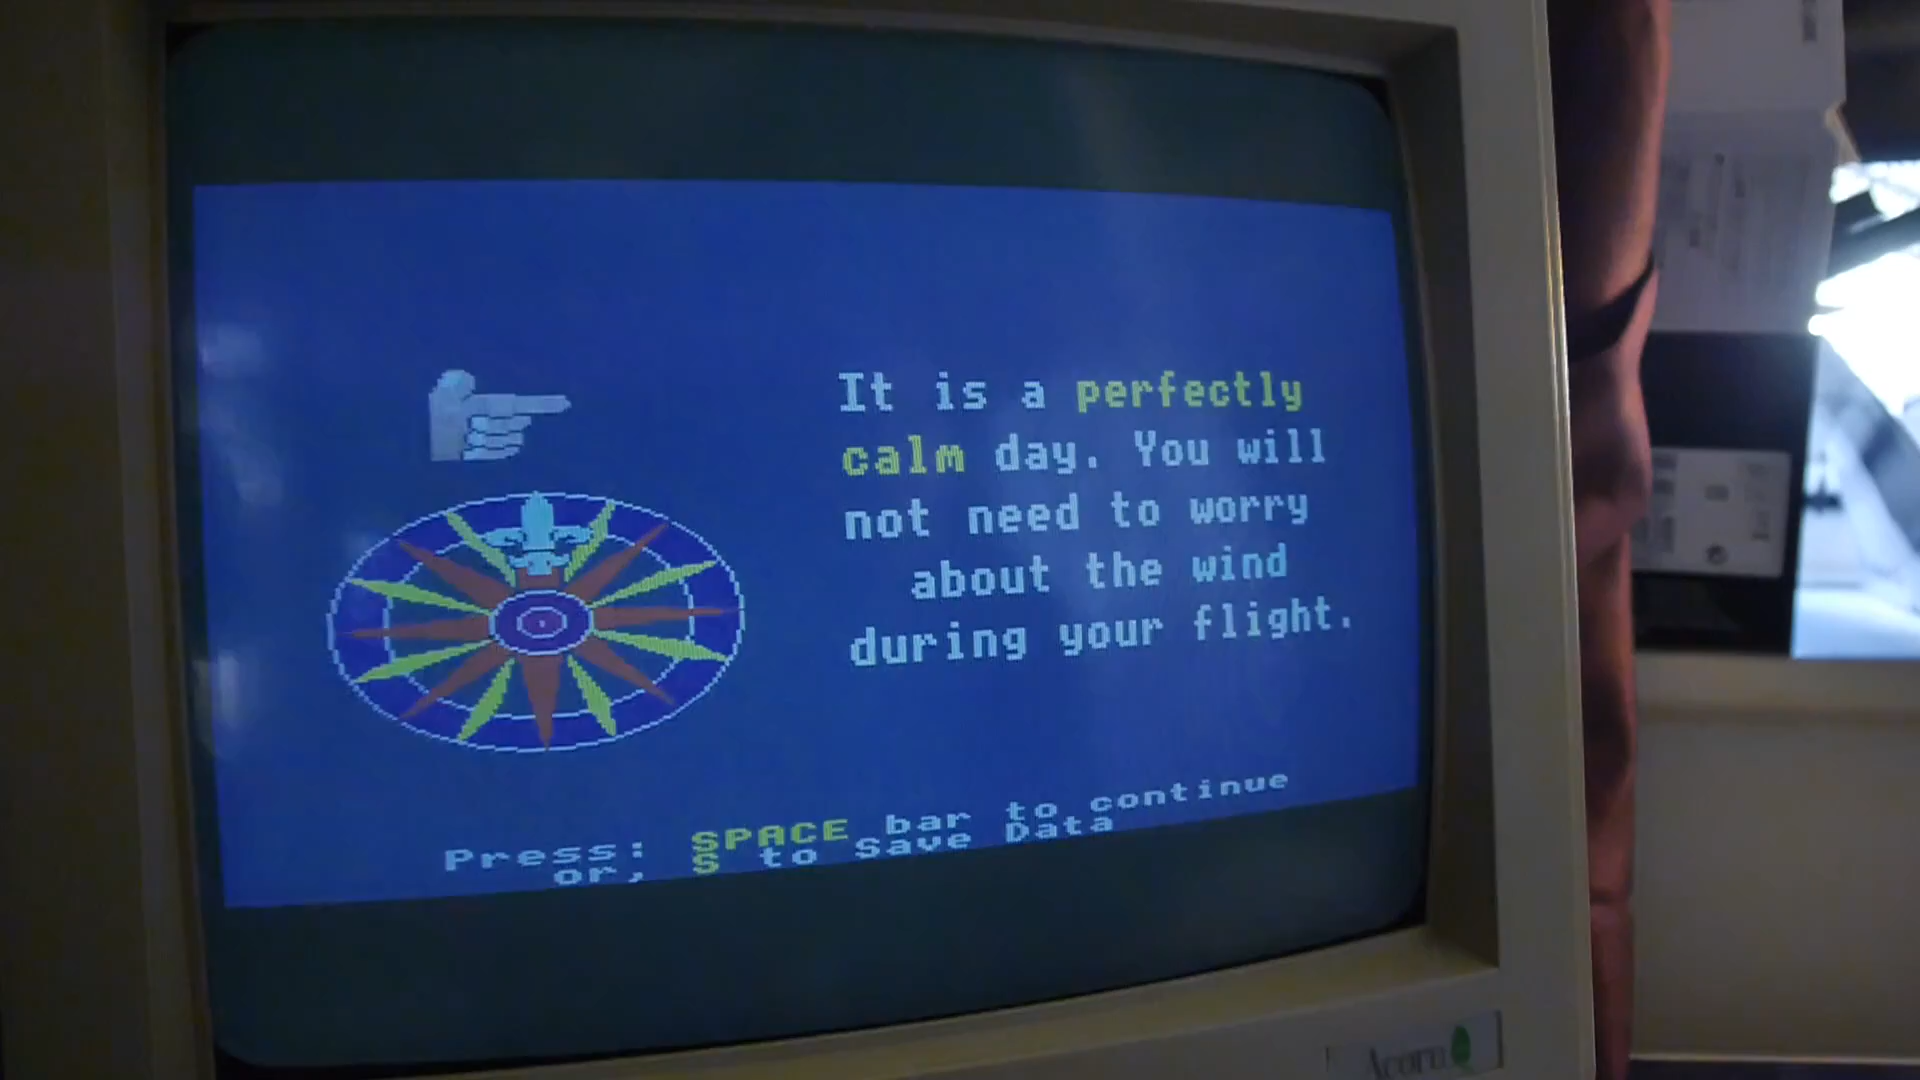 It is a perfectly
calm day. You will
not need to worry
about the wind
during your flight.
Press: SPACE bar to continue
or, S to Save Data
Acorn